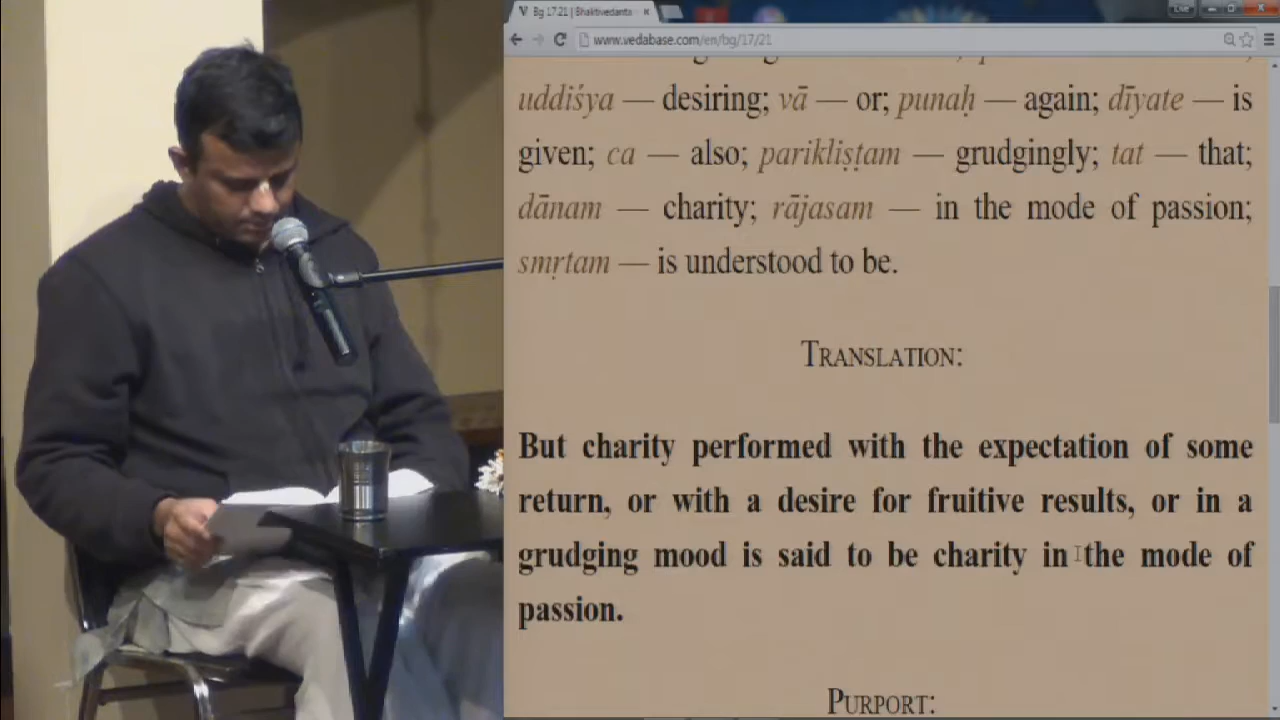 Bg 17.21 | Bhaktivedanta
Live
www.vedabase.com/en/bg/17/21
uddiśya — desiring; vā — or; punaḥ — again; dīyate — is
given; ca — also; parikliṣṭam — grudgingly; tat — that;
dānam — charity; rājasam — in the mode of passion;
smṛtam — is understood to be.
TRANSLATION:
But charity performed with the expectation of some
return, or with a desire for fruitive results, or in a
grudging mood is said to be charity in the mode of
passion.
PURPORT: